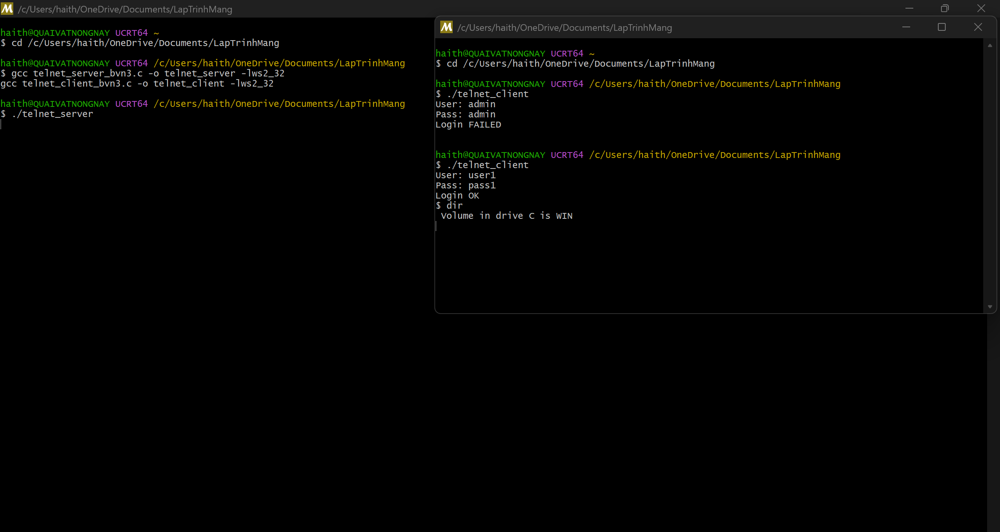 /c/Users/haith/OneDrive/Documents/LapTrinhMang
haith@QUAIVATNONGNAY UCRT64 ~
$ cd /c/Users/haith/OneDrive/Documents/LapTrinhMang
haith@QUAIVATNONGNAY UCRT64 /c/Users/haith/OneDrive/Documents/LapTrinhMang
$ gcc telnet_server_bvn3.c -o telnet_server -lws2_32
gcc telnet_client_bvn3.c -o telnet_client -lws2_32
haith@QUAIVATNONGNAY UCRT64 /c/Users/haith/OneDrive/Documents/LapTrinhMang
$ ./telnet_server
/c/Users/haith/OneDrive/Documents/LapTrinhMang
haith@QUAIVATNONGNAY UCRT64 ~
$ cd /c/Users/haith/OneDrive/Documents/LapTrinhMang
haith@QUAIVATNONGNAY UCRT64 /c/Users/haith/OneDrive/Documents/LapTrinhMang
$ ./telnet_client
User: admin
Pass: admin
Login FAILED
haith@QUAIVATNONGNAY UCRT64 /c/Users/haith/OneDrive/Documents/LapTrinhMang
$ ./telnet_client
User: user1
Pass: pass1
Login OK
$ dir
Volume in drive C is WIN